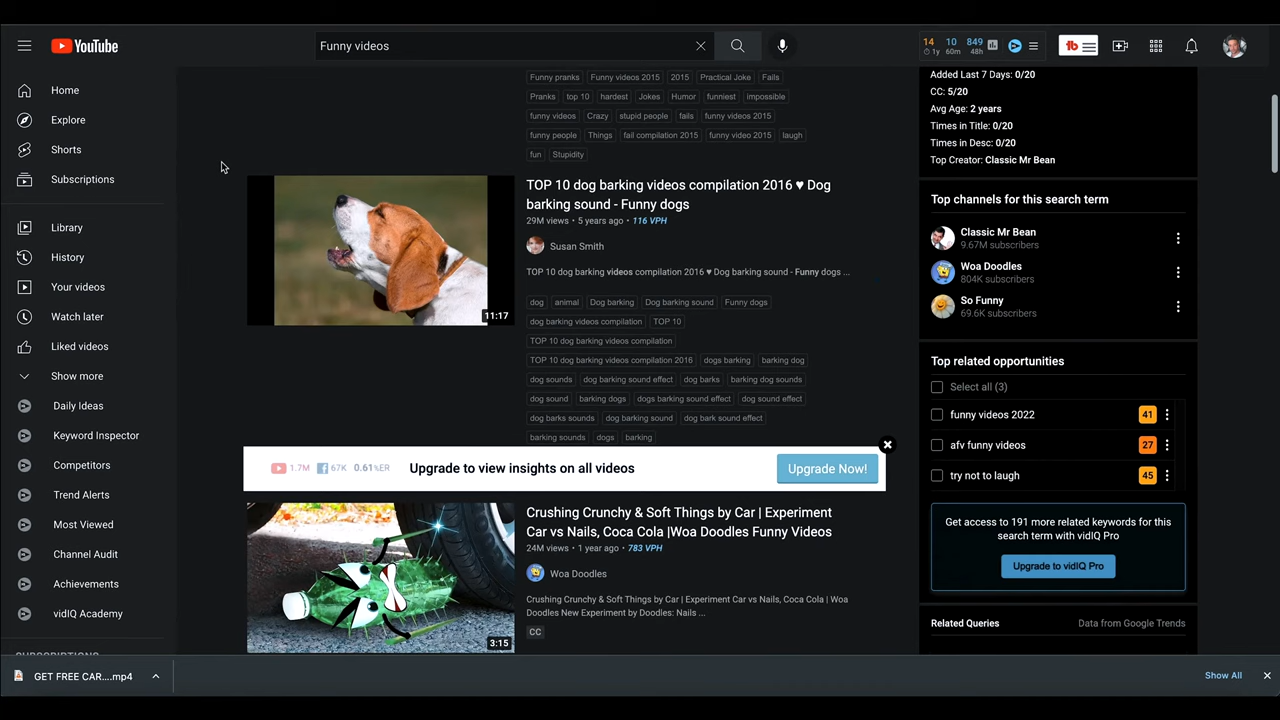 YouTube
Funny videos
14 10 849
1y 60m 48h
tb
Home
Explore
Shorts
Subscriptions
Library
History
Your videos
Watch later
Liked videos
Show more
Daily Ideas
Keyword Inspector
Competitors
Trend Alerts
Most Viewed
Channel Audit
Achievements
vidIQ Academy
SUBSCRIPTIONS
Funny pranks Funny videos 2015 2015 Practical Joke Fails
Pranks top 10 hardest Jokes Humor funniest impossible
funny videos Crazy stupid people fails funny videos 2015
funny people Things fail compilation 2015 funny video 2015 laugh
fun Stupidity
11:17
TOP 10 dog barking videos compilation 2016 ♥ Dog
barking sound - Funny dogs
29M views • 5 years ago • 116 VPH
Susan Smith
TOP 10 dog barking videos compilation 2016 ♥ Dog barking sound - Funny dogs ...
dog animal Dog barking Dog barking sound Funny dogs
dog barking videos compilation TOP 10
TOP 10 dog barking videos compilation
TOP 10 dog barking videos compilation 2016 dogs barking barking dog
dog sounds dog barking sound effect dog barks barking dog sounds
dog sound barking dogs dogs barking sound effect dog sound effect
dog barks sounds dog barking sound dog bark sound effect
barking sounds dogs barking
1.7M 67K 0.61%ER Upgrade to view insights on all videos Upgrade Now!
3:15
Crushing Crunchy & Soft Things by Car | Experiment
Car vs Nails, Coca Cola |Woa Doodles Funny Videos
24M views • 1 year ago • 783 VPH
Woa Doodles
Crushing Crunchy & Soft Things by Car | Experiment Car vs Nails, Coca Cola | Woa
Doodles New Experiment by Doodles: Nails ...
CC
Added Last 7 Days: 0/20
CC: 5/20
Avg Age: 2 years
Times in Title: 0/20
Times in Desc: 0/20
Top Creator: Classic Mr Bean
Top channels for this search term
Classic Mr Bean
9.67M subscribers
Woa Doodles
804K subscribers
So Funny
69.6K subscribers
Top related opportunities
Select all (3)
funny videos 2022 41
afv funny videos 27
try not to laugh 45
Get access to 191 more related keywords for this
search term with vidIQ Pro
Upgrade to vidIQ Pro
Related Queries Data from Google Trends
GET FREE CAR....mp4
Show All